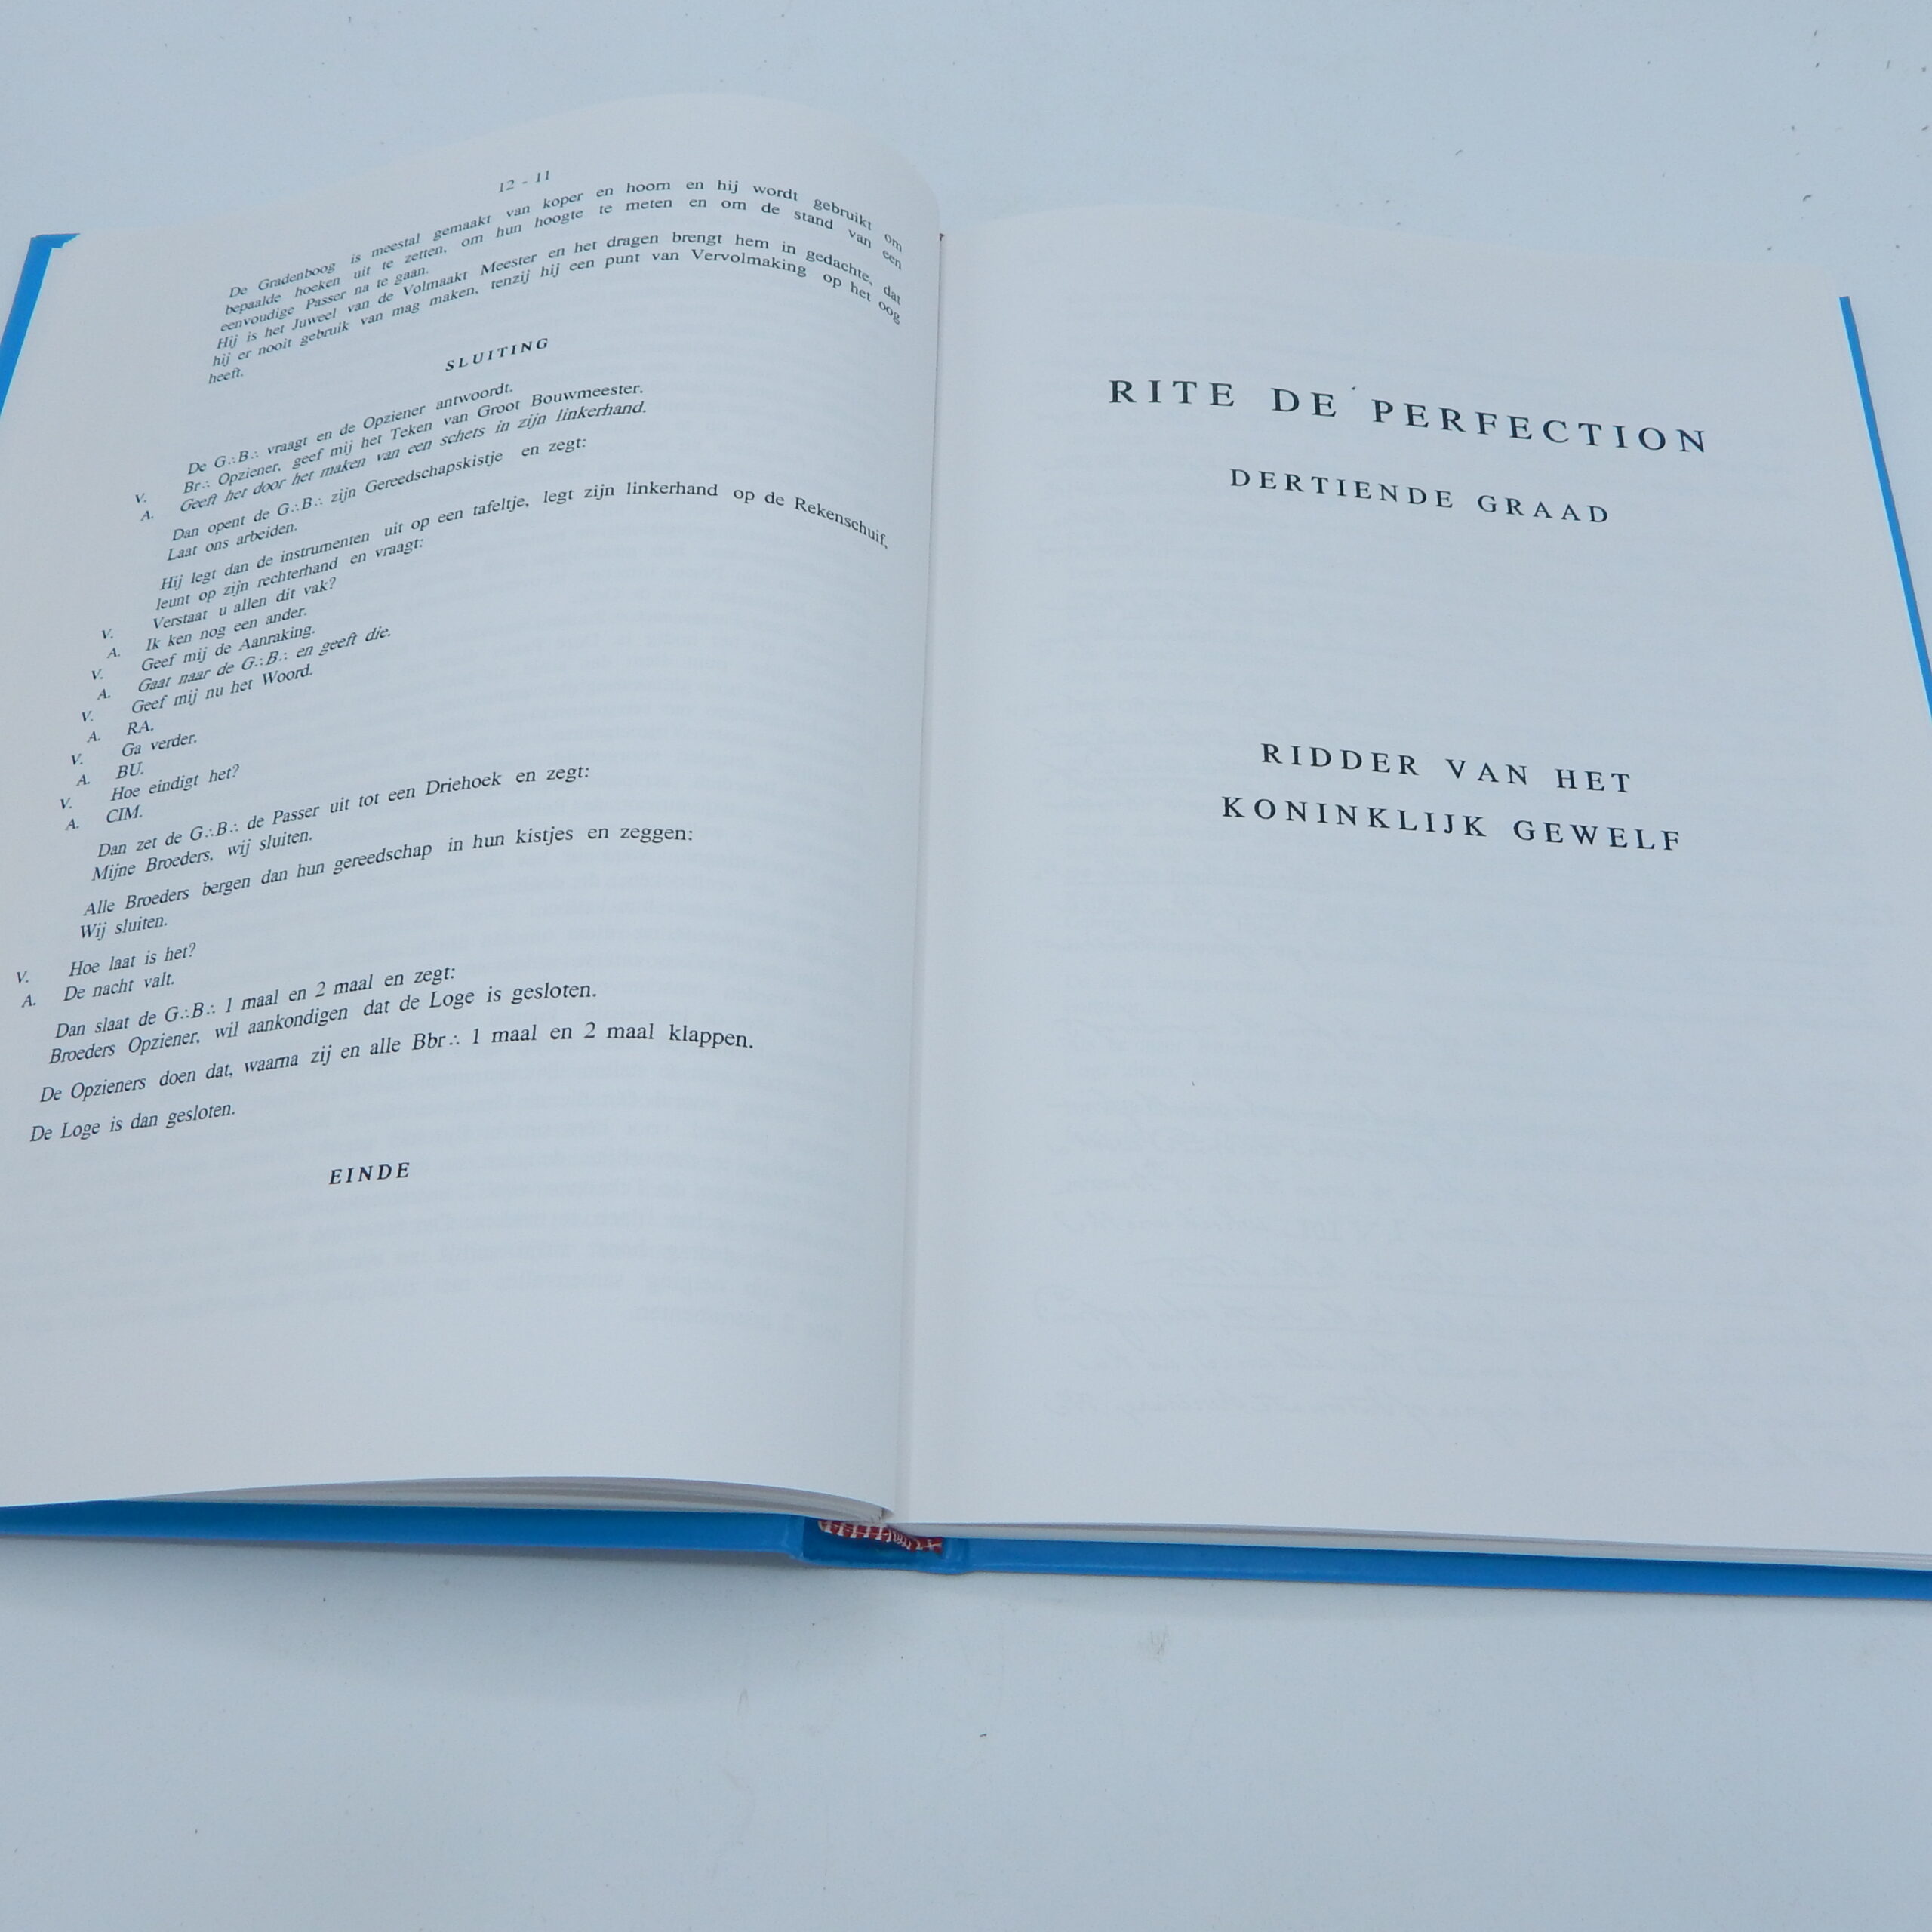 12 - 11
De Gradenboog is meestal gemaakt van koper en hoorn en hij wordt gebruikt om
bepaalde hoeken uit te zetten, om hun hoogte te meten en om de stand van een
eenvoudige Passer na te gaan.
Hij is het Juweel van de Volmaakt Meester en het dragen brengt hem in gedachte, dat
hij er nooit gebruik van mag maken, tenzij hij een punt van Vervolmaking op het oog
heeft.
SLUITING
De G∴B∴ vraagt en de Opziener antwoordt.
V. Br∴ Opziener, geef mij het Teken van Groot Bouwmeester.
A. Geeft het door het maken van een schets in zijn linkerhand.
Dan opent de G∴B∴ zijn Gereedschapskistje en zegt:
Laat ons arbeiden.
Hij legt dan de instrumenten uit op een tafeltje, legt zijn linkerhand op de Rekenschuif,
leunt op zijn rechterhand en vraagt:
V. Verstaat u allen dit vak?
A. Ik ken nog een ander.
V. Geef mij de Aanraking.
A. Gaat naar de G∴B∴ en geeft die.
V. Geef mij nu het Woord.
A. RA.
V. Ga verder.
A. BU.
V. Hoe eindigt het?
A. CIM.
Dan zet de G∴B∴ de Passer uit tot een Driehoek en zegt:
Mijne Broeders, wij sluiten.
Alle Broeders bergen dan hun gereedschap in hun kistjes en zeggen:
Wij sluiten.
V. Hoe laat is het?
A. De nacht valt.
Dan slaat de G∴B∴ 1 maal en 2 maal en zegt:
Broeders Opziener, wil aankondigen dat de Loge is gesloten.
De Opzieners doen dat, waarna zij en alle Bbr∴ 1 maal en 2 maal klappen.
De Loge is dan gesloten.
EINDE
RITE DE PERFECTION
DERTIENDE GRAAD
RIDDER VAN HET
KONINKLIJK GEWELF